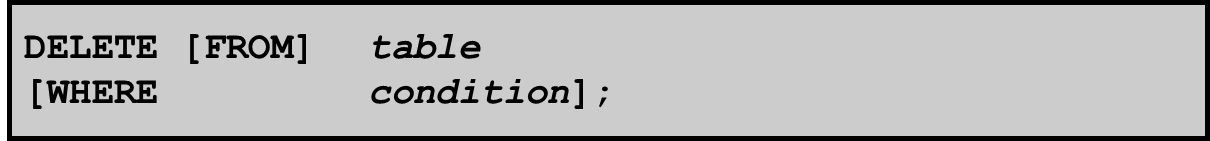 DELETE [FROM] table
[WHERE condition];